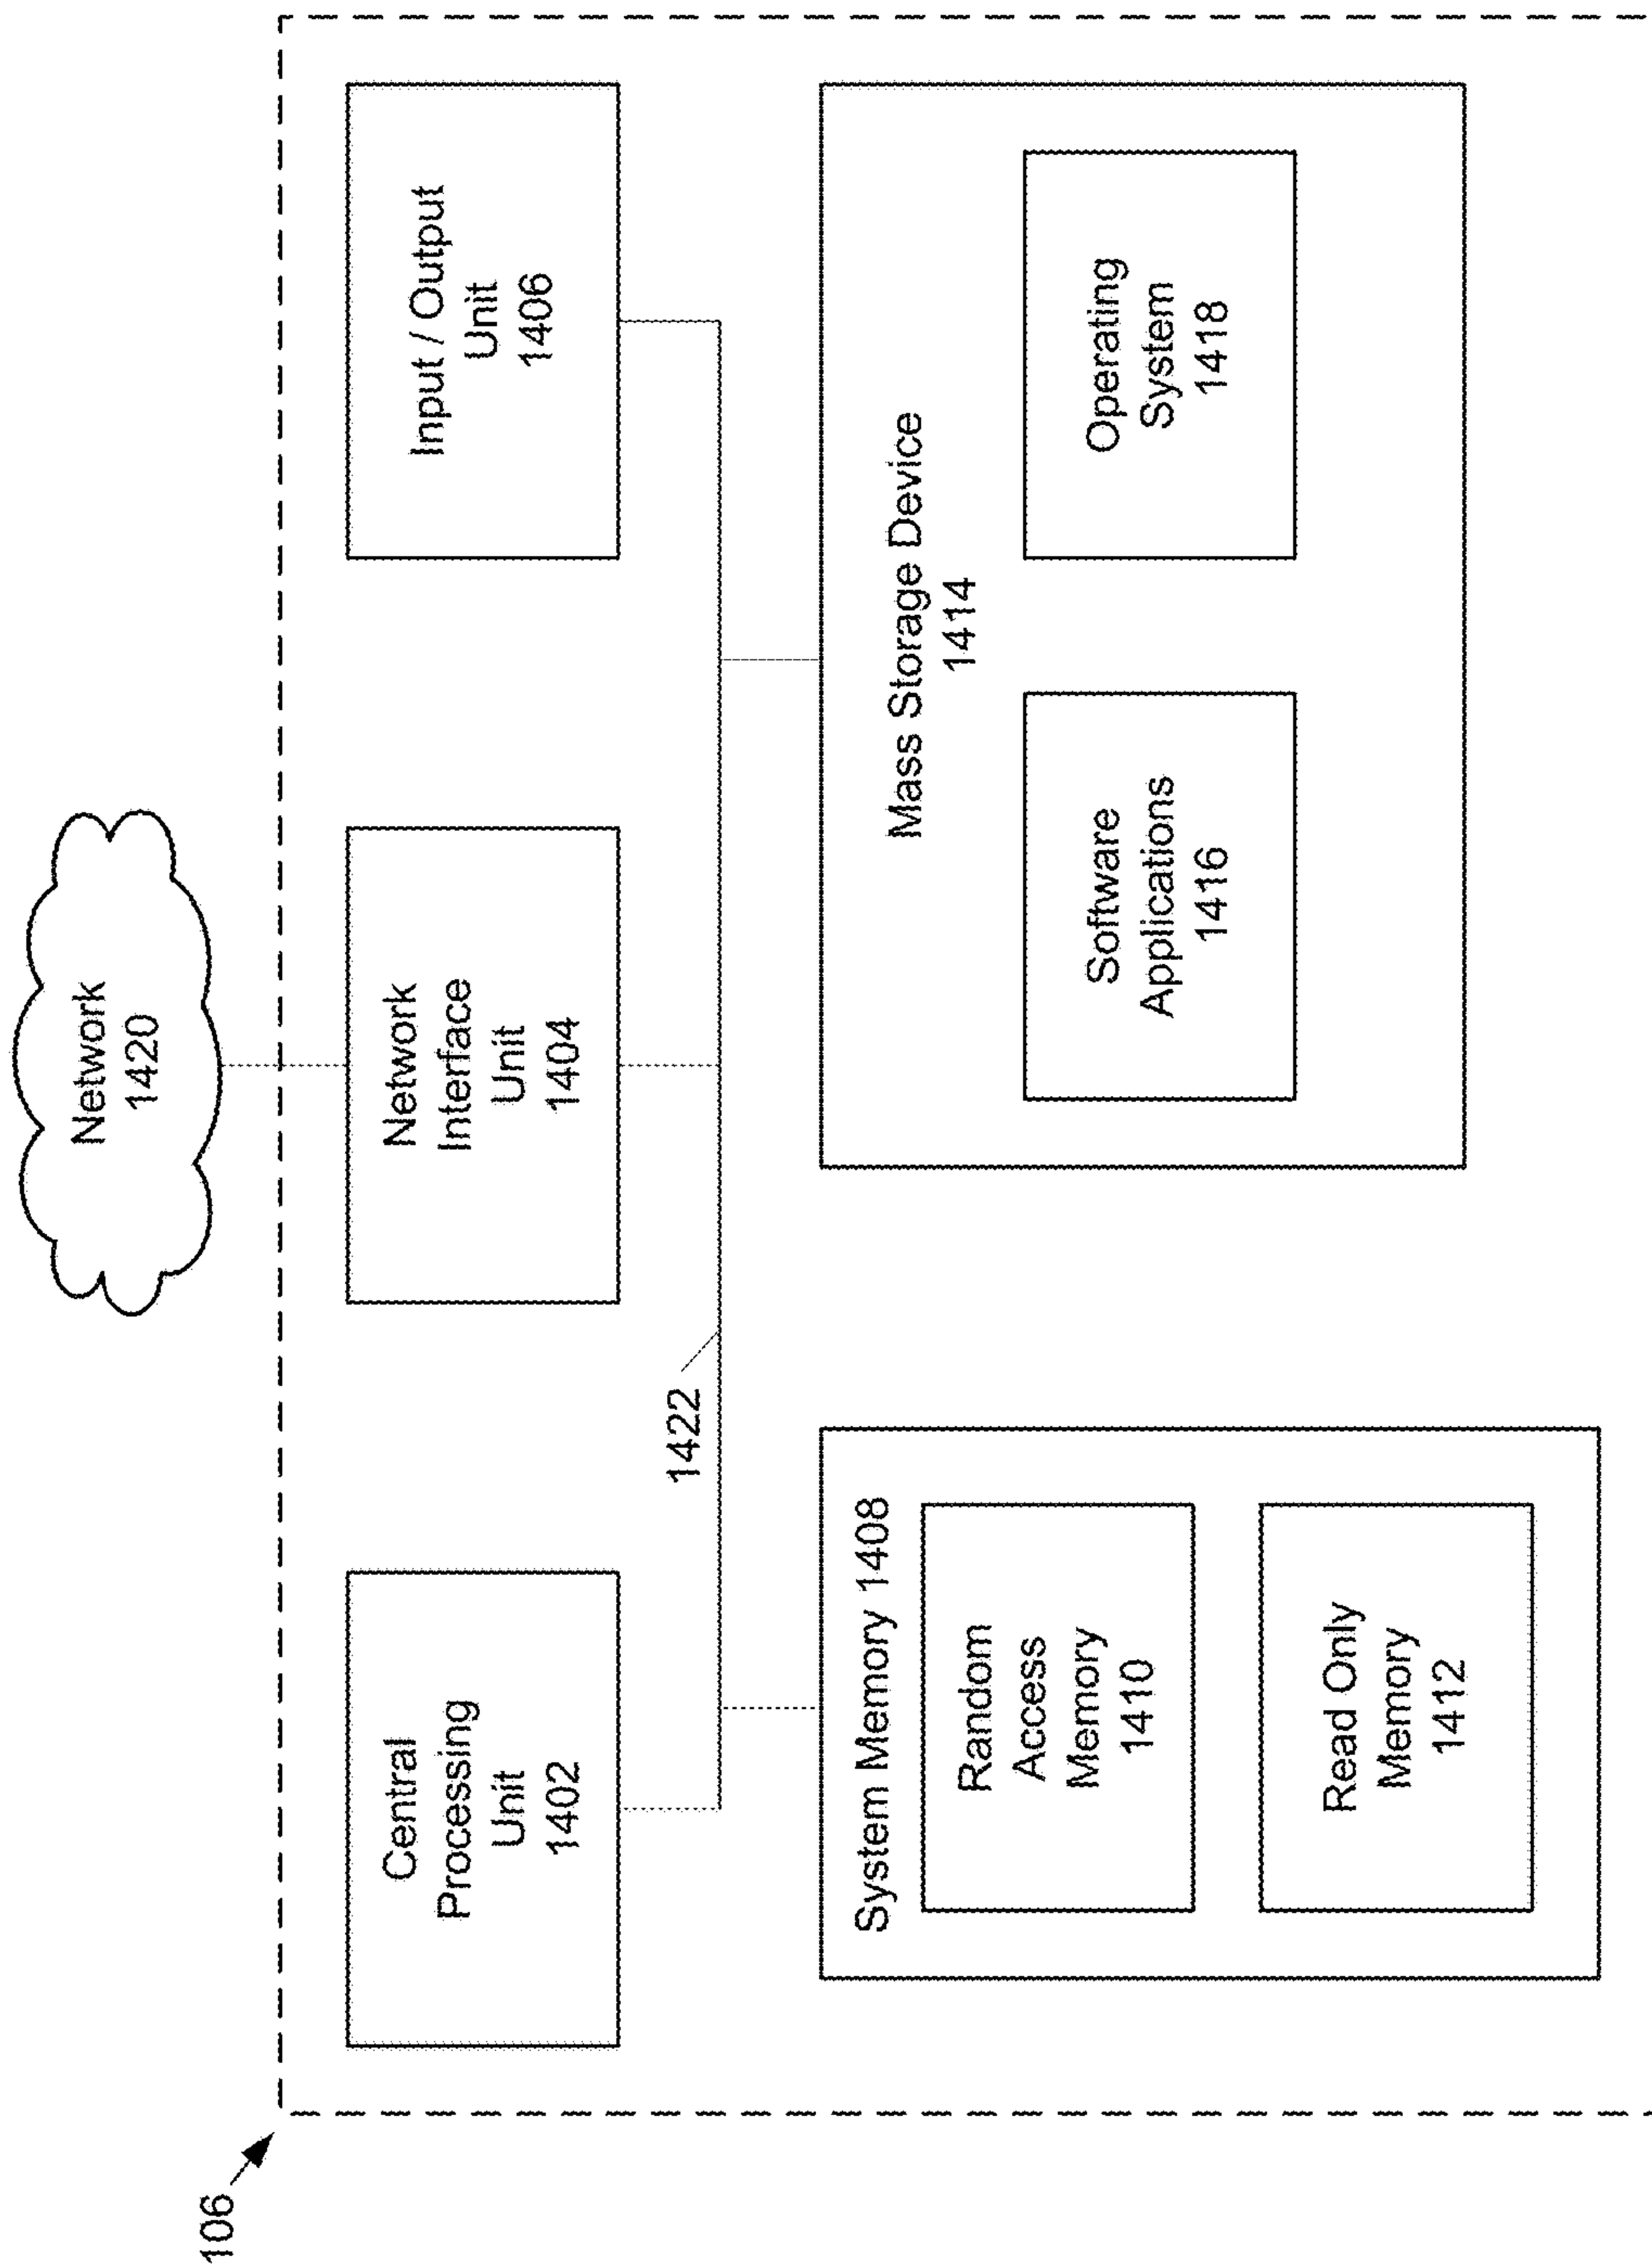 106
Network
1420
Central
Processing
Unit
1402
Network
Interface
Unit
1404
Input / Output
Unit
1406
1422
System Memory 1408
Random
Access
Memory
1410
Read Only
Memory
1412
Mass Storage Device
1414
Software
Applications
1416
Operating
System
1418